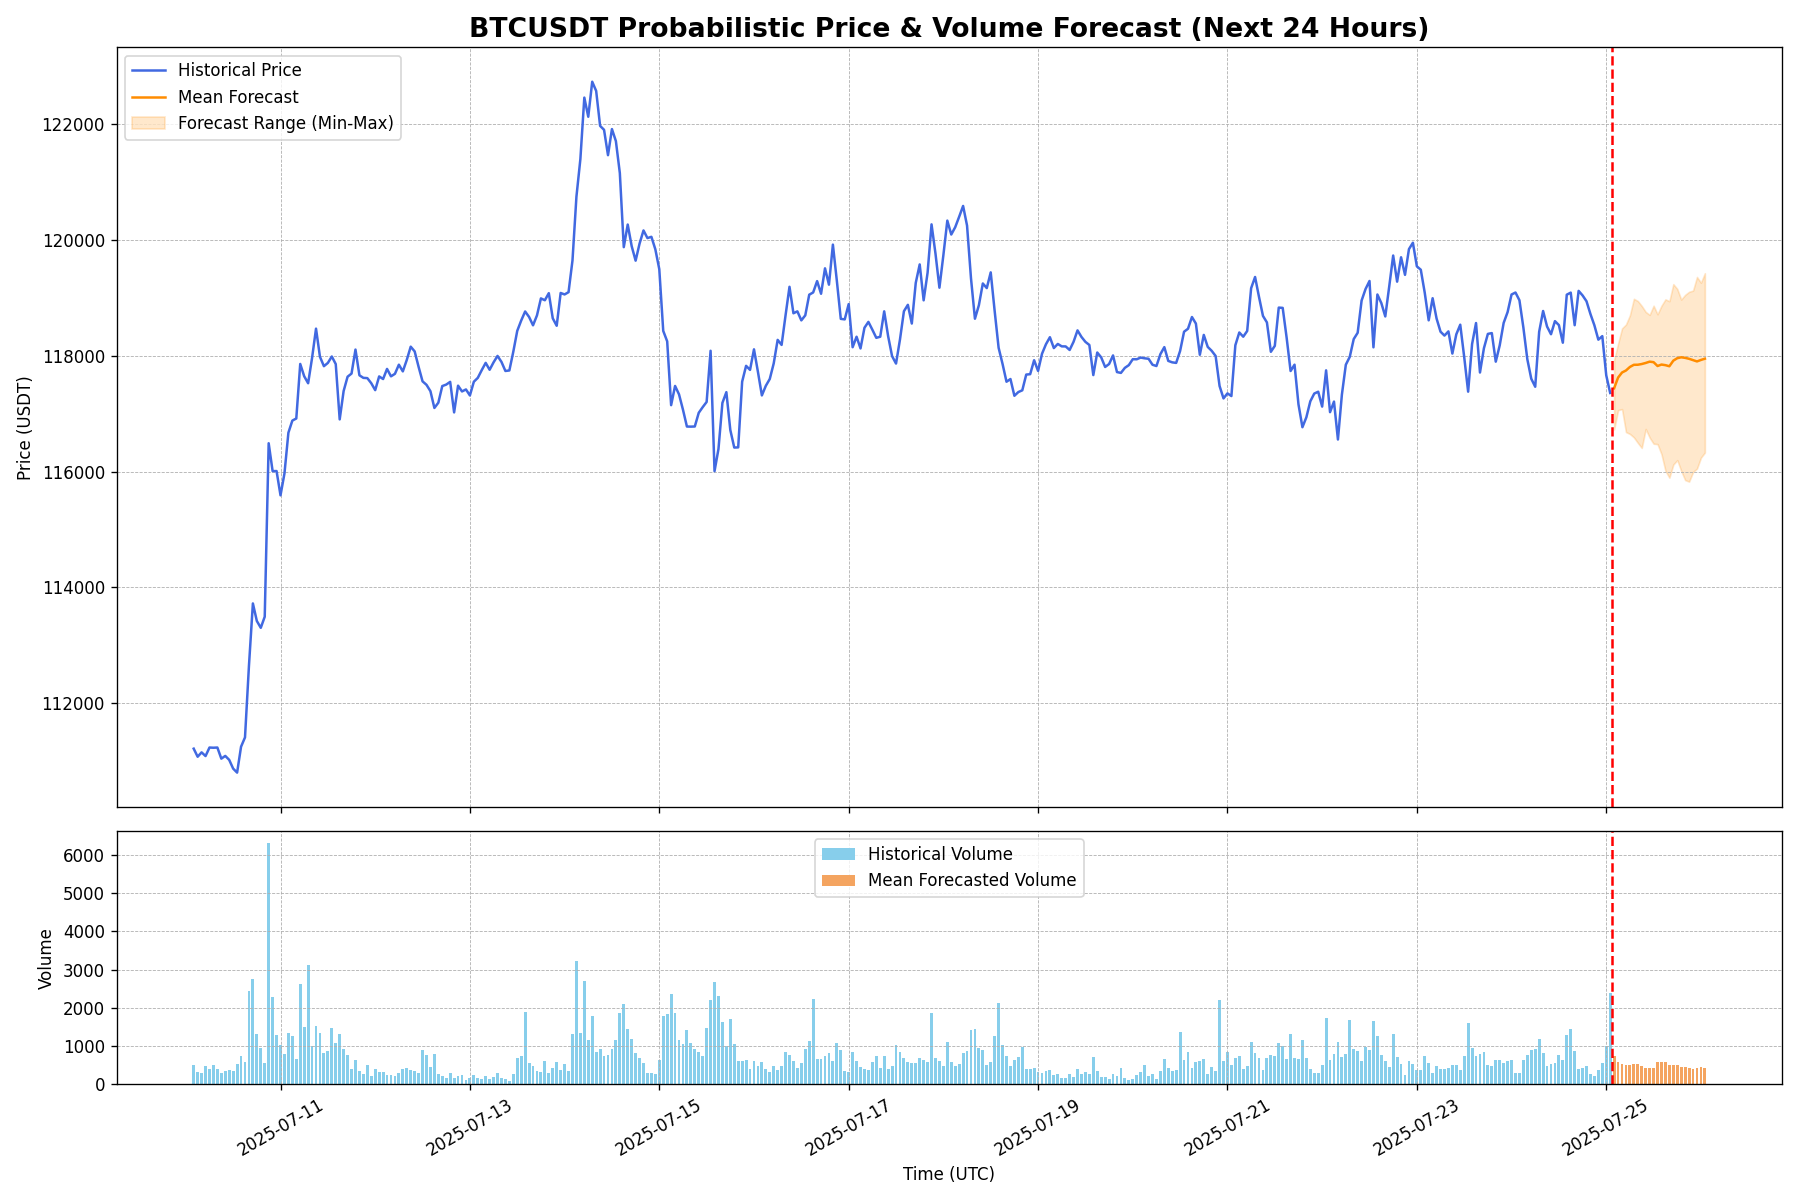 BTCUSDT Probabilistic Price & Volume Forecast (Next 24 Hours)
Historical Price
Mean Forecast
Forecast Range (Min-Max)
122000
120000
118000
116000
114000
112000
Price (USDT)
Historical Volume
Mean Forecasted Volume
6000
5000
4000
3000
2000
1000
0
Volume
2025-07-11
2025-07-13
2025-07-15
2025-07-17
2025-07-19
2025-07-21
2025-07-23
2025-07-25
Time (UTC)